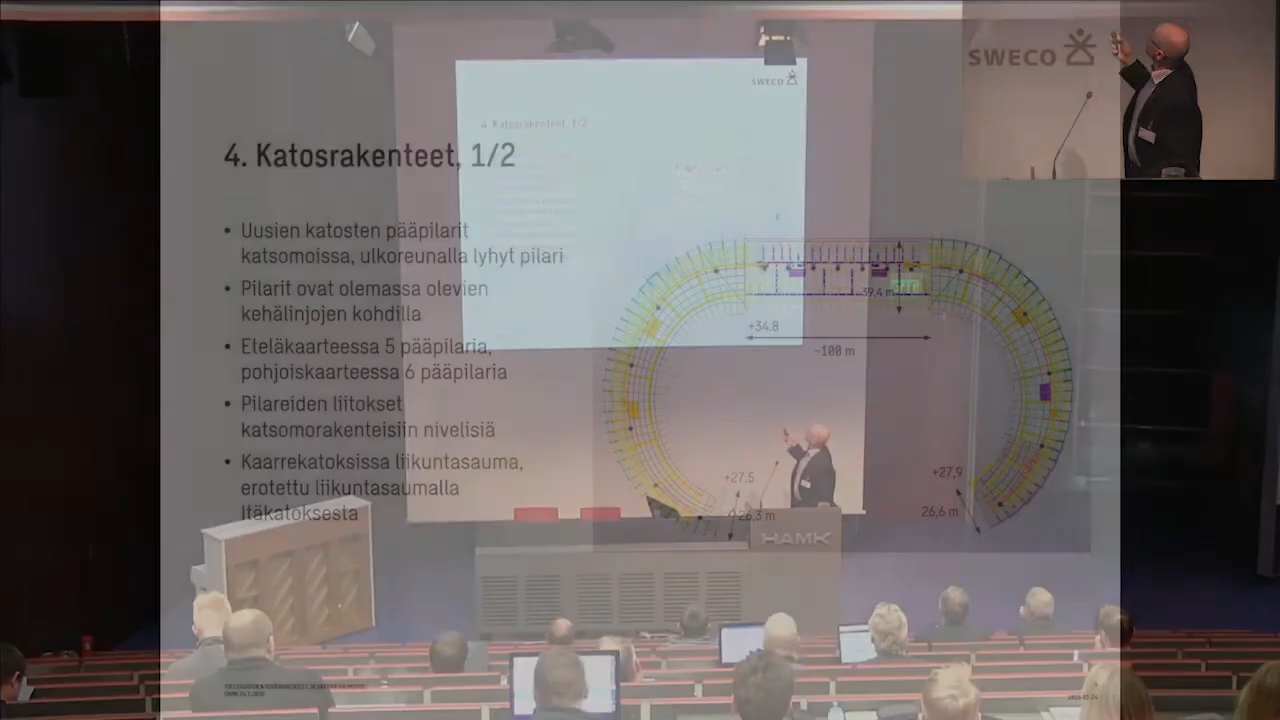 SWECO
SWECO
4. Katosrakenteet, 1/2
4. Katosrakenteet, 1/2
• Uusien katosten pääpilarit
katsomoissa, ulkoreunalla lyhyt pilari
• Pilarit ovat olemassa olevien
kehälinjojen kohdilla
• Eteläkaarteessa 5 pääpilaria,
pohjoiskaarteessa 6 pääpilaria
• Pilareiden liitokset
katsomorakenteisiin nivelisiä
• Kaarrekatoksissa liikuntasauma,
erotettu liikuntasaumalla
Itäkatoksesta
~39,4 m
+34.8
~100 m
+27.5
26,3 m
+27,9
26,6 m
HAMK